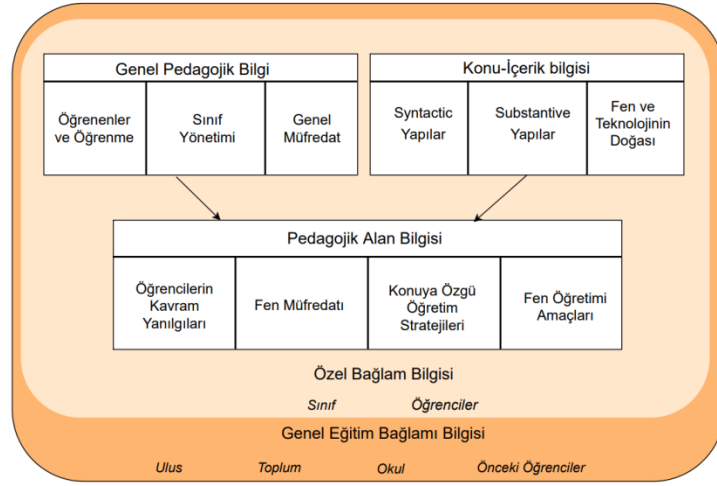 Genel Pedagojik Bilgi
Öğrenenler
ve Öğrenme
Sınıf
Yönetimi
Genel
Müfredat
Konu-İçerik bilgisi
Syntactic
Yapılar
Substantive
Yapılar
Fen ve
Teknolojinin
Doğası
Pedagojik Alan Bilgisi
Öğrencilerin
Kavram
Yanılgıları
Fen Müfredatı
Konuya Özgü
Öğretim
Stratejileri
Fen Öğretimi
Amaçları
Özel Bağlam Bilgisi
Sınıf Öğrenciler
Genel Eğitim Bağlamı Bilgisi
Ulus Toplum Okul Önceki Öğrenciler